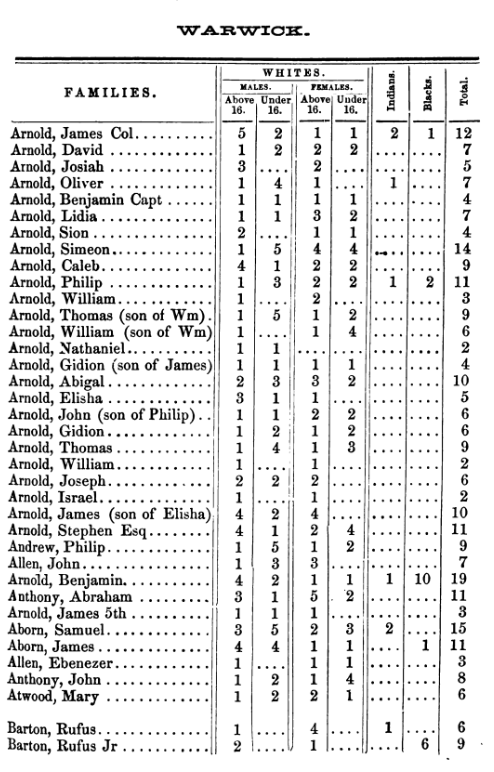 WARWICK.
FAMILIES. WHITES. Indians. Blacks. Total.
MALES. FEMALES.
Above 16. Under 16. Above 16. Under 16.
Arnold, James Col.......... 5 2 1 1 2 1 12
Arnold, David ............. 1 2 2 2 .... .... 7
Arnold, Josiah ............ 3 .... 2 .... .... .... 5
Arnold, Oliver ............ 1 4 1 .... 1 .... 7
Arnold, Benjamin Capt ...... 1 1 1 1 .... .... 4
Arnold, Lidia ............. 1 1 3 2 .... .... 7
Arnold, Sion .............. 2 .... 1 1 .... .... 4
Arnold, Simeon............. 1 5 4 4 .... .... 14
Arnold, Caleb.............. 4 1 2 2 .... .... 9
Arnold, Philip ............ 1 3 2 2 1 2 11
Arnold, William............ 1 .... 2 .... .... .... 3
Arnold, Thomas (son of Wm). 1 5 1 2 .... .... 9
Arnold, William (son of Wm) 1 .... 1 4 .... .... 6
Arnold, Nathaniel.......... 1 1 .... .... .... .... 2
Arnold, Gidion (son of James) 1 1 1 1 .... .... 4
Arnold, Abigal ............ 2 3 3 2 .... .... 10
Arnold, Elisha ............ 3 1 1 .... .... .... 5
Arnold, John (son of Philip).. 1 1 2 2 .... .... 6
Arnold, Gidion ............ 1 2 1 2 .... .... 6
Arnold, Thomas ............ 1 4 1 3 .... .... 9
Arnold, William............ 1 .... 1 .... .... .... 2
Arnold, Joseph............. 2 2 2 .... .... .... 6
Arnold, Israel............. 1 .... 1 .... .... .... 2
Arnold, James (son of Elisha) 4 2 4 .... .... .... 10
Arnold, Stephen Esq........ 4 1 2 4 .... .... 11
Andrew, Philip............. 1 5 1 2 .... .... 9
Allen, John................ 1 3 3 .... .... .... 7
Arnold, Benjamin........... 4 2 1 1 1 10 19
Anthony, Abraham .......... 3 1 5 2 .... .... 11
Arnold, James 5th ......... 1 1 1 .... .... .... 3
Aborn, Samuel.............. 3 5 2 3 2 .... 15
Aborn, James .............. 4 4 1 1 .... 1 11
Allen, Ebenezer............ 1 .... 1 1 .... .... 3
Anthony, John ............. 1 2 1 4 .... .... 8
Atwood, Mary .............. 1 2 2 1 .... .... 6
Barton, Rufus.............. 1 .... 4 .... 1 .... 6
Barton, Rufus Jr .......... 2 .... 1 .... .... 6 9